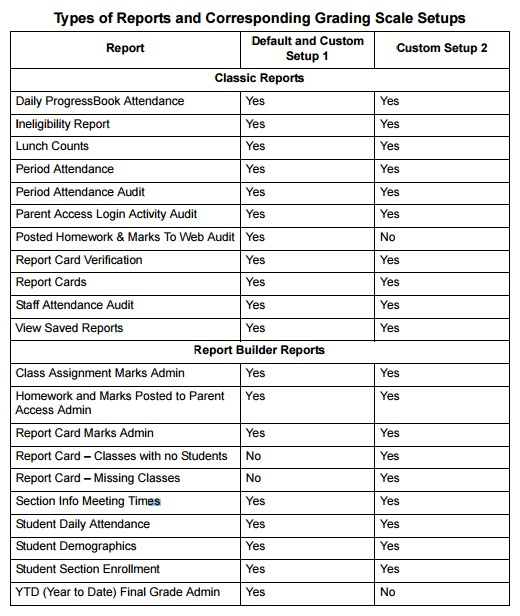 Types of Reports and Corresponding Grading Scale Setups
Report Default and Custom Setup 1 Custom Setup 2
Classic Reports
Daily ProgressBook Attendance Yes Yes
Ineligibility Report Yes Yes
Lunch Counts Yes Yes
Period Attendance Yes Yes
Period Attendance Audit Yes Yes
Parent Access Login Activity Audit Yes Yes
Posted Homework & Marks To Web Audit Yes No
Report Card Verification Yes Yes
Report Cards Yes Yes
Staff Attendance Audit Yes Yes
View Saved Reports Yes Yes
Report Builder Reports
Class Assignment Marks Admin Yes Yes
Homework and Marks Posted to Parent Access Admin Yes Yes
Report Card Marks Admin Yes Yes
Report Card – Classes with no Students No Yes
Report Card – Missing Classes No Yes
Section Info Meeting Times Yes Yes
Student Daily Attendance Yes Yes
Student Demographics Yes Yes
Student Section Enrollment Yes Yes
YTD (Year to Date) Final Grade Admin Yes No